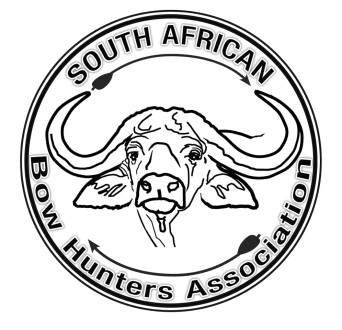 SOUTH AFRICAN
Bow Hunters Association